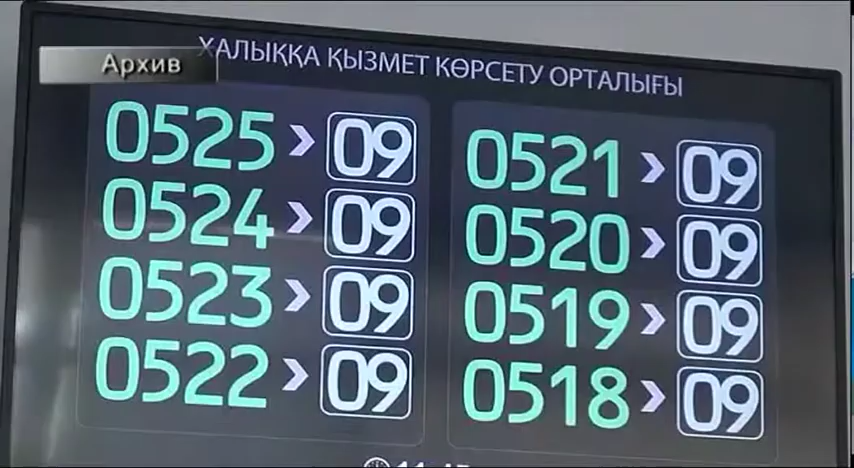 Архив
ХАЛЫҚҚА ҚЫЗМЕТ КӨРСЕТУ ОРТАЛЫҒЫ
0525 > 09
0524 > 09
0523 > 09
0522 > 09
0521 > 09
0520 > 09
0519 > 09
0518 > 09